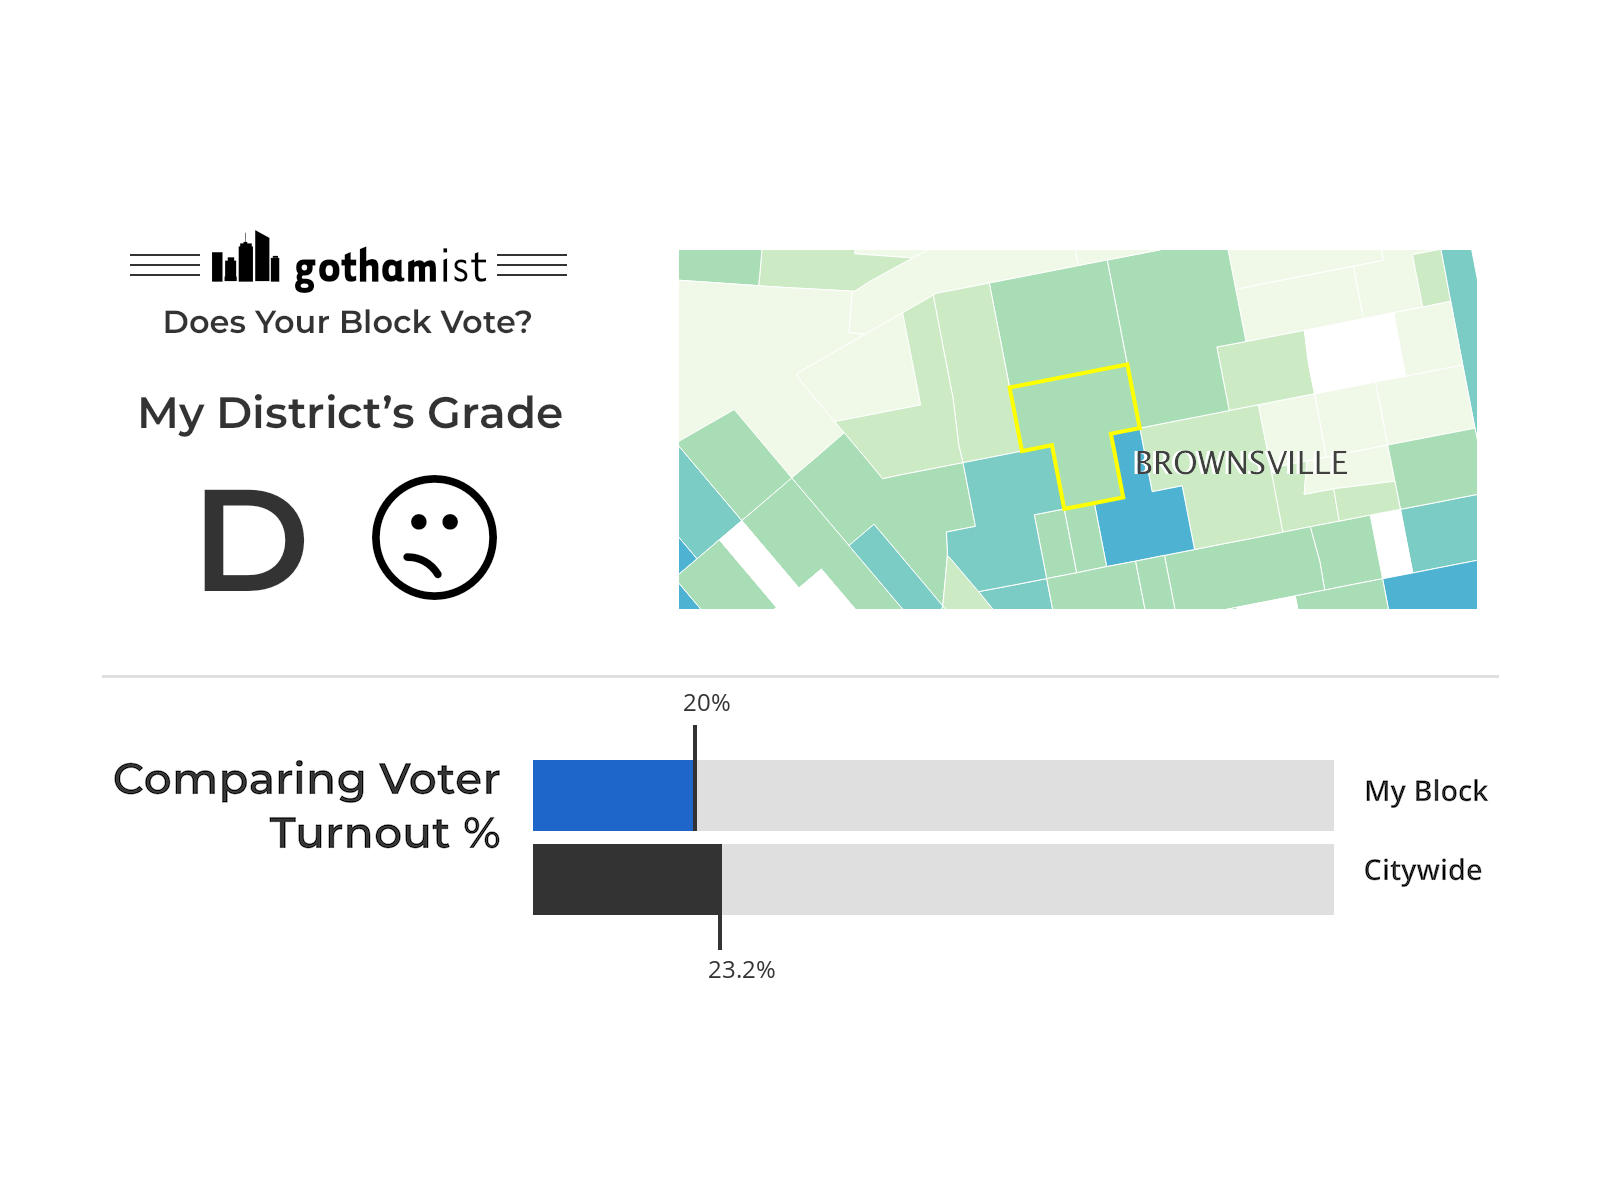 gothamist
Does Your Block Vote?
My District's Grade
D
BROWNSVILLE
20%
Comparing Voter
Turnout %
My Block
Citywide
23.2%